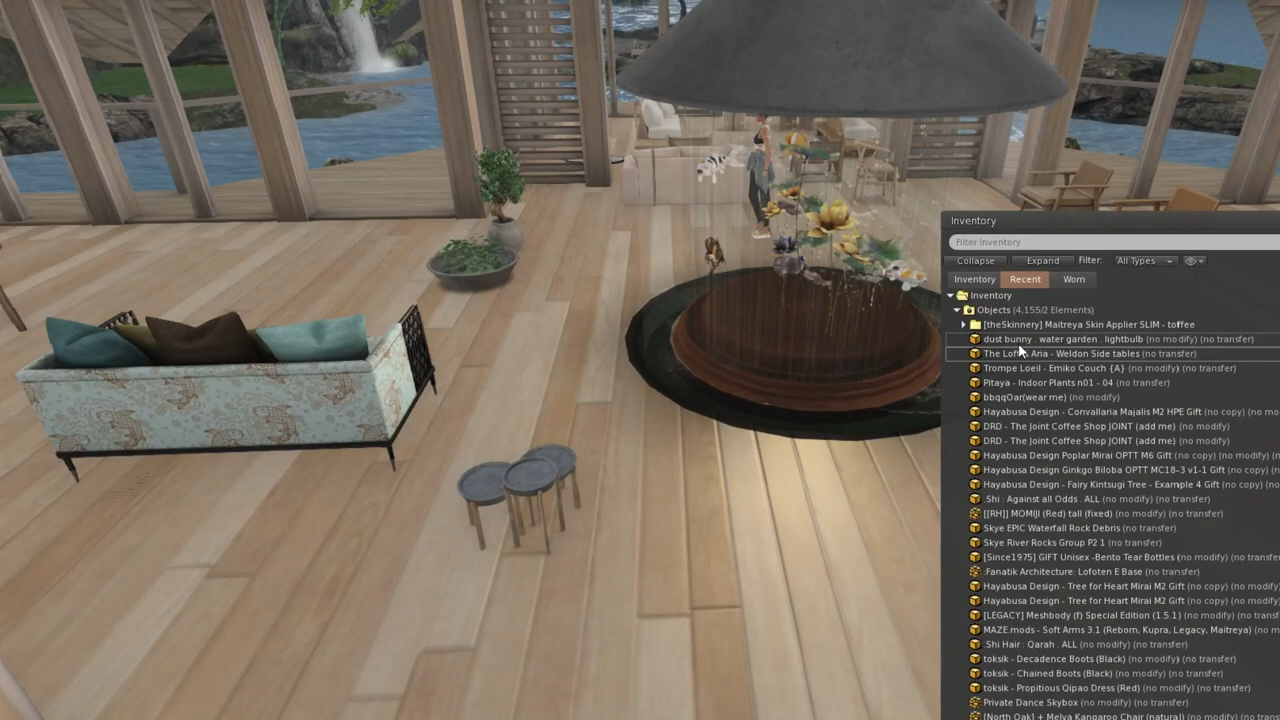 Inventory
Filter Inventory
Collapse Expand Filter: All Types
Inventory Recent Worn
Inventory
Objects (4,155/2 Elements)
[theSkinnery] Maitreya Skin Applier SLIM - toffee
dust bunny . water garden . lightbulb (no modify) (no transfer)
The Loft Aria - Weldon Side tables (no transfer)
Trompe Loeil - Emiko Couch {A} (no modify) (no transfer)
Pitaya - Indoor Plants n01 - 04 (no transfer)
bbqqOar(wear me) (no modify)
Hayabusa Design - Convallaria Majalis M2 HPE Gift (no copy) (no mo
DRD - The Joint Coffee Shop JOINT (add me) (no modify)
DRD - The Joint Coffee Shop JOINT (add me) (no modify)
Hayabusa Design Poplar Mirai OPTT M6 Gift (no copy) (no modify) (n
Hayabusa Design Ginkgo Biloba OPTT MC18-3 v1-1 Gift (no copy) (n
Hayabusa Design - Fairy Kintsugi Tree - Example 4 Gift (no copy) (no
.Shi : Against all Odds . ALL (no modify) (no transfer)
[[RH]] MOMIJI (Red) tall (fixed) (no modify) (no transfer)
Skye EPIC Waterfall Rock Debris (no transfer)
Skye River Rocks Group P2 1 (no transfer)
[Since1975] GIFT Unisex -Bento Tear Bottles (no modify) (no transfe
:Fanatik Architecture: Lofoten E Base (no transfer)
Hayabusa Design - Tree for Heart Mirai M2 Gift (no copy) (no modify)
Hayabusa Design - Tree for Heart Mirai M2 Gift (no copy) (no modify)
[LEGACY] Meshbody (f) Special Edition (1.5.1) (no modify) (no transf
MAZE.mods - Soft Arms 3.1 (Reborn, Kupra, Legacy, Maitreya) (no m
.Shi Hair : Qarah . ALL (no modify) (no transfer)
toksik - Decadence Boots (Black) (no modify) (no transfer)
toksik - Chained Boots (Black) (no modify) (no transfer)
toksik - Propitious Qipao Dress (Red) (no modify) (no transfer)
Private Dance Skybox (no modify) (no transfer)
[North Oak] + Melva Kangaroo Chair (natural) (no modify) (no trans